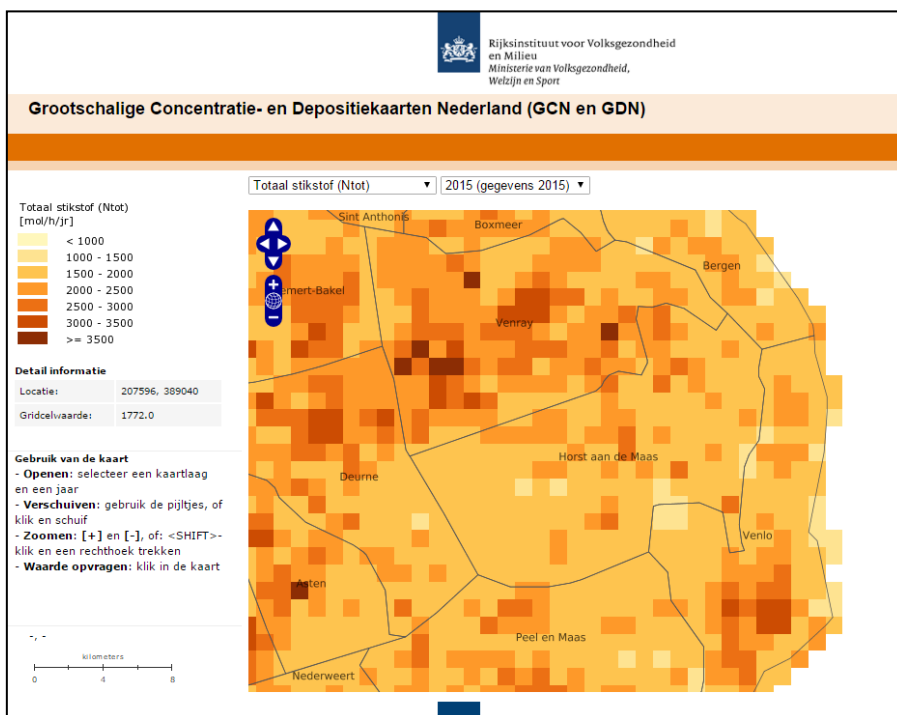 Rijksinstituut voor Volksgezondheid
en Milieu
Ministerie van Volksgezondheid,
Welzijn en Sport
Grootschalige Concentratie- en Depositiekaarten Nederland (GCN en GDN)
Totaal stikstof (Ntot)
2015 (gegevens 2015)
Totaal stikstof (Ntot)
[mol/h/jr]
< 1000
1000 - 1500
1500 - 2000
2000 - 2500
2500 - 3000
3000 - 3500
>= 3500
Detail informatie
Locatie: 207596, 389040
Gridcelwaarde: 1772.0
Gebruik van de kaart
- Openen: selecteer een kaartlaag
en een jaar
- Verschuiven: gebruik de pijltjes, of
klik en schuif
- Zoomen: [+] en [-], of: <SHIFT>-
klik en een rechthoek trekken
- Waarde opvragen: klik in de kaart
-, -
kilometers
0 4 8
Sint Anthonis
Boxmeer
Bergen
emert-Bakel
Venray
Horst aan de Maas
Deurne
Venlo
Asten
Peel en Maas
Nederweert